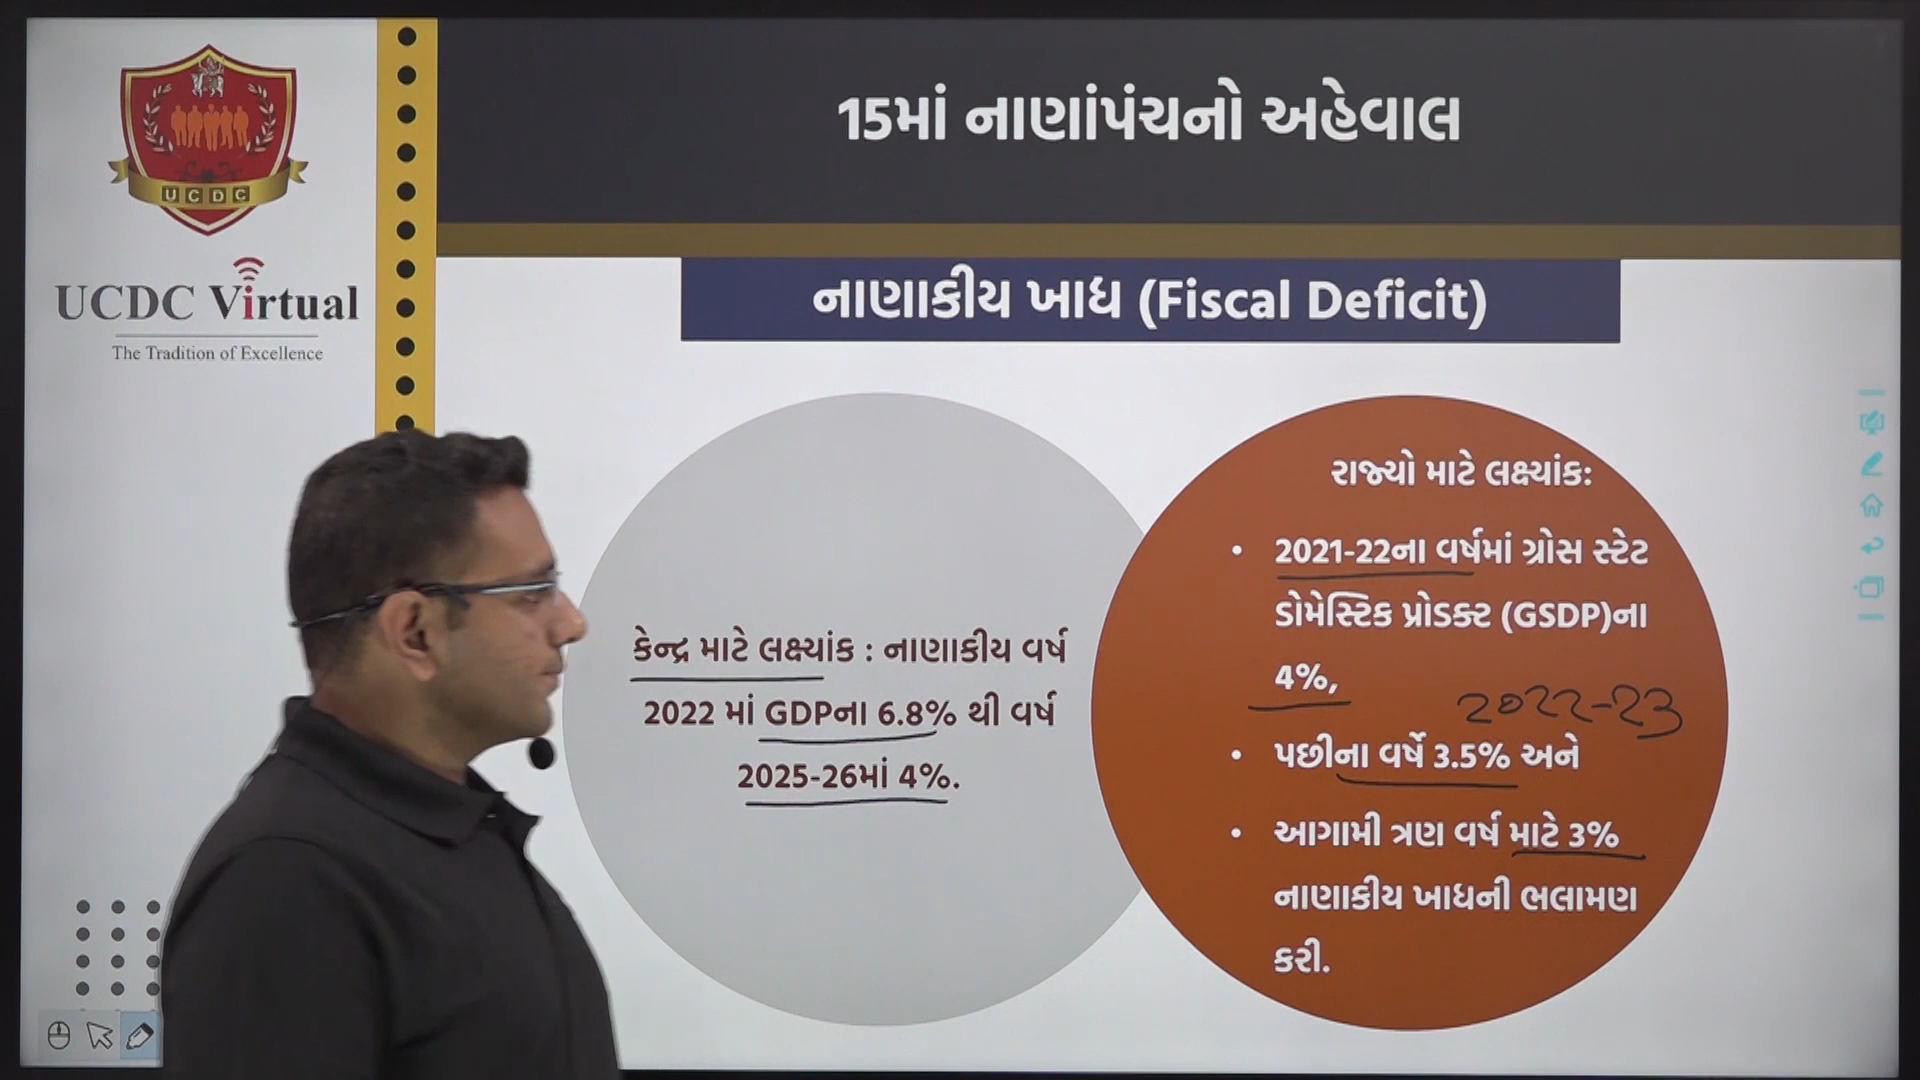 UCDC
UCDC Virtual
The Tradition of Excellence
15માં નાણાંપંચનો અહેવાલ
નાણાકીય ખાધ (Fiscal Deficit)
કેન્દ્ર માટે લક્ષ્યાંક : નાણાકીય વર્ષ
2022 માં GDPના 6.8% થી વર્ષ
2025-26માં 4%.
રાજ્યો માટે લક્ષ્યાંક:
• 2021-22ના વર્ષમાં ગ્રોસ સ્ટેટ
ડોમેસ્ટિક પ્રોડક્ટ (GSDP)ના
4%,
2022-23
• પછીના વર્ષે 3.5% અને
• આગામી ત્રણ વર્ષ માટે 3%
નાણાકીય ખાધની ભલામણ
કરી.